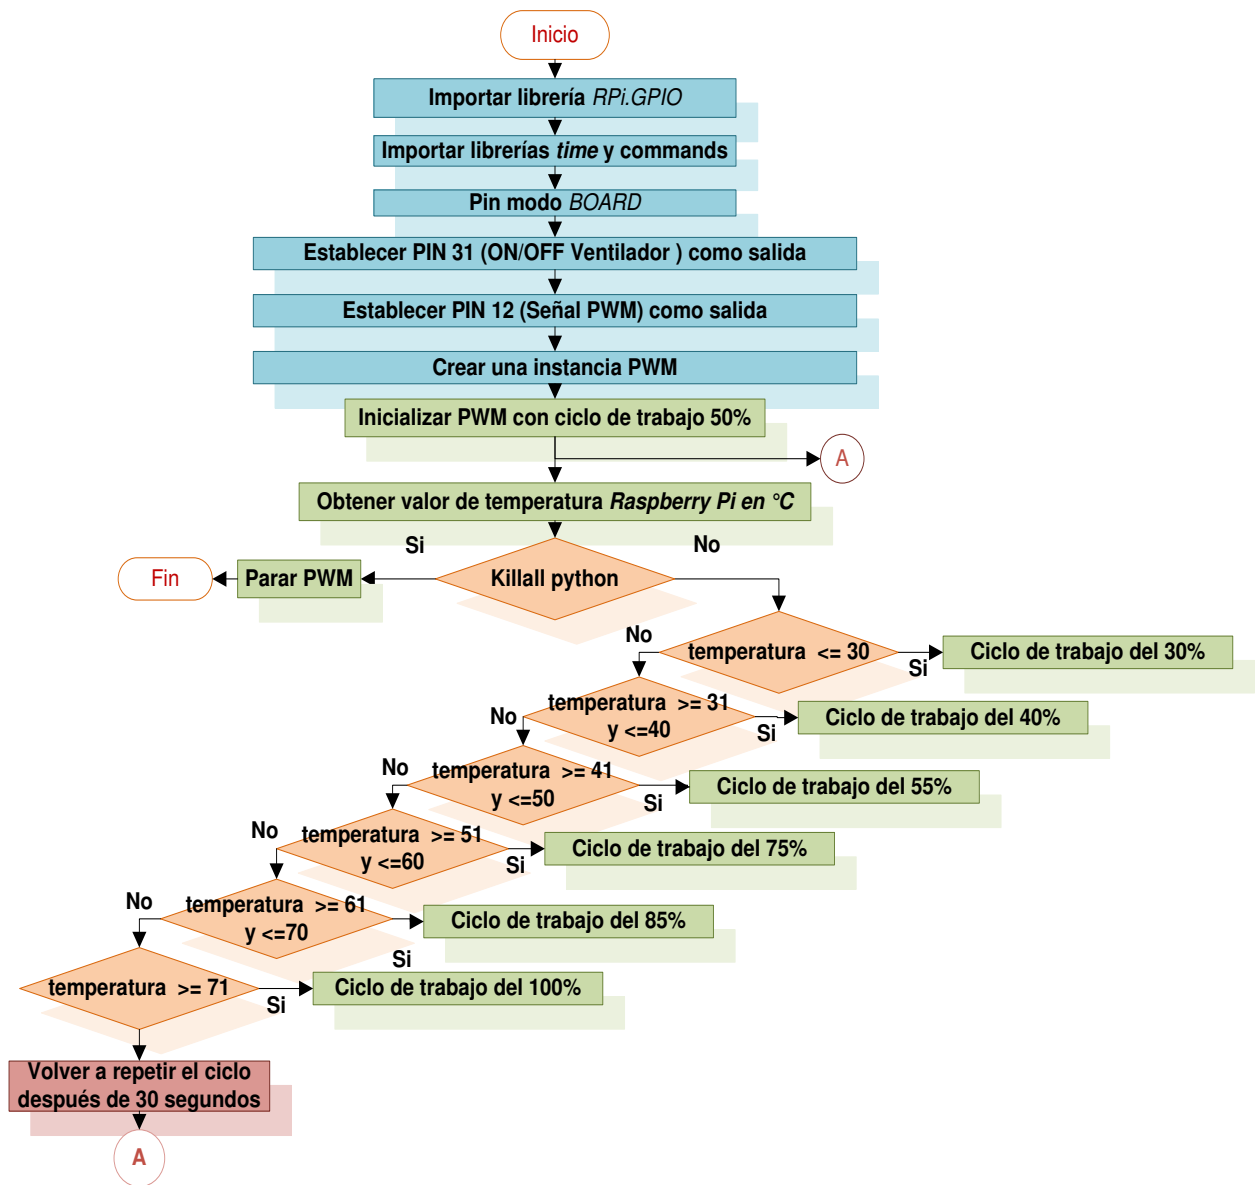 Inicio
Importar librería RPi.GPIO
Importar librerías time y commands
Pin modo BOARD
Establecer PIN 31 (ON/OFF Ventilador ) como salida
Establecer PIN 12 (Señal PWM) como salida
Crear una instancia PWM
Inicializar PWM con ciclo de trabajo 50%
A
Obtener valor de temperatura Raspberry Pi en °C
Si
No
Fin
Parar PWM
Killall python
No
temperatura <= 30
Si
Ciclo de trabajo del 30%
No
temperatura >= 31
y <=40
Si
Ciclo de trabajo del 40%
No
temperatura >= 41
y <=50
Si
Ciclo de trabajo del 55%
No
temperatura >= 51
y <=60
Si
Ciclo de trabajo del 75%
No
temperatura >= 61
y <=70
Si
Ciclo de trabajo del 85%
temperatura >= 71
Si
Ciclo de trabajo del 100%
Volver a repetir el ciclo
después de 30 segundos
A